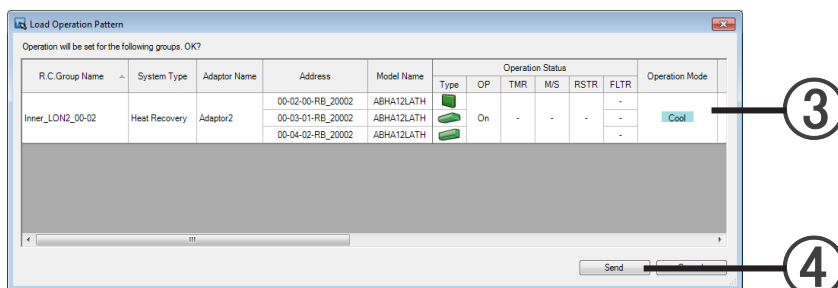 Load Operation Pattern
Operation will be set for the following groups. OK?
R.C.Group Name System Type Adaptor Name Address Model Name Operation Status Operation Mode
Type OP TMR M/S RSTR FLTR
00-02-00-RB_20002 ABHA12LATH -
Inner_LON2_00-02 Heat Recovery Adaptor2 00-03-01-RB_20002 ABHA12LATH On - - - - Cool
00-04-02-RB_20002 ABHA12LATH -
3
Send
4